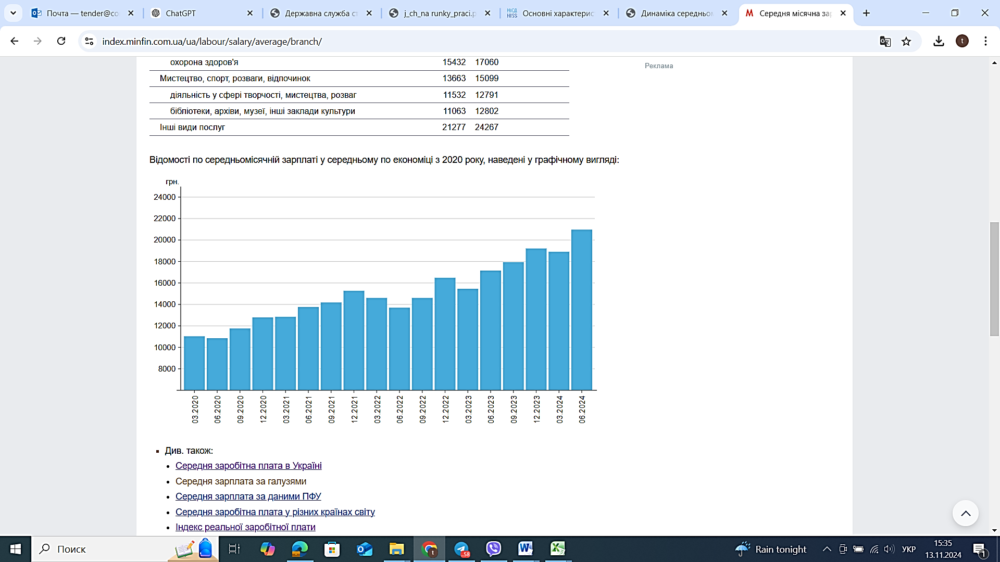 Почта — tender@co
ChatGPT
Державна служба ст
j_ch_na runky_praci.p
НІСД NISS
Основні характерис
Динаміка середньом
Середня місячна зар
index.minfin.com.ua/ua/labour/salary/average/branch/
t
охорона здоров'я 15432 17060
Реклама
Мистецтво, спорт, розваги, відпочинок 13663 15099
діяльність у сфері творчості, мистецтва, розваг 11532 12791
бібліотеки, архіви, музеї, інші заклади культури 11063 12802
Інші види послуг 21277 24267
Відомості по середньомісячній зарплаті у середньому по економіці з 2020 року, наведені у графічному вигляді:
грн.
24000
22000
20000
18000
16000
14000
12000
10000
8000
03.2020 06.2020 09.2020 12.2020 03.2021 06.2021 09.2021 12.2021 03.2022 06.2022 09.2022 12.2022 03.2023 06.2023 09.2023 12.2023 03.2024 06.2024
Див. також:
Середня заробітна плата в Україні
Середня зарплата за галузями
Середня зарплата за даними ПФУ
Середня заробітна плата у різних країнах світу
Індекс реальної заробітної плати
Поиск
..58
Rain tonight
УКР
15:35
13.11.2024
1